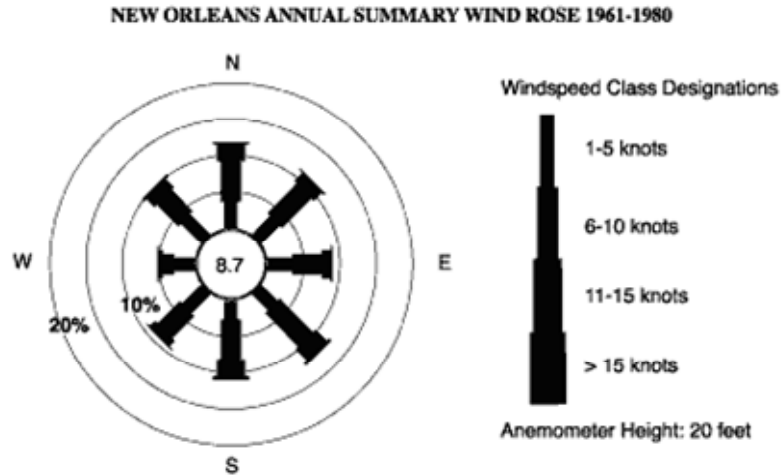 NEW ORLEANS ANNUAL SUMMARY WIND ROSE 1961-1980
N
Windspeed Class Designations
1-5 knots
6-10 knots
W
8.7
E
10%
11-15 knots
20%
> 15 knots
Anemometer Height: 20 feet
S